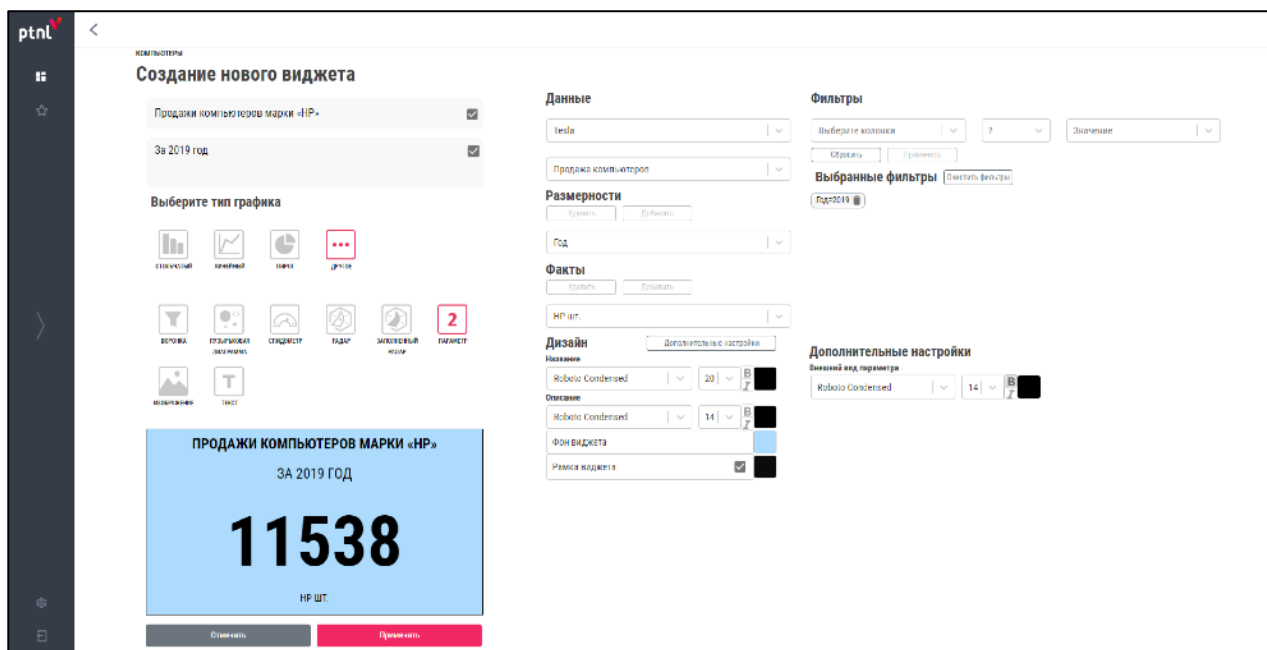 ptnl
КОМПЬЮТЕРЫ
Создание нового виджета
Продажи компьютеров марки «HP»
За 2019 год
Выберите тип графика
СТОЛБЧАТЫЙ
ЛИНЕЙНЫЙ
ПИРОГ
ДРУГОЕ
ВОРОНКА
ПУЗЫРЬКОВАЯ
ДИАГРАММА
СПИДОМЕТР
РАДАР
ЗАПОЛНЕННЫЙ
РАДАР
2
ПАРАМЕТР
ИЗОБРАЖЕНИЕ
T
ТЕКСТ
ПРОДАЖИ КОМПЬЮТЕРОВ МАРКИ «HP»
ЗА 2019 ГОД
11538
HP ШТ.
Отменить
Применить
Данные
Tesla
Продажа компьютеров
Размерности
Удалить
Добавить
Год
Факты
Удалить
Добавить
HP шт.
Дизайн
Дополнительные настройки
Название
Roboto Condensed
20
B
I
Описание
Roboto Condensed
14
B
I
Фон виджета
Рамка виджета
Фильтры
Выберите колонки
?
Значение
Сбросить
Применить
Выбранные фильтры
Очистить фильтры
Год=2019
Дополнительные настройки
Внешний вид параметра
Roboto Condensed
14
B
I